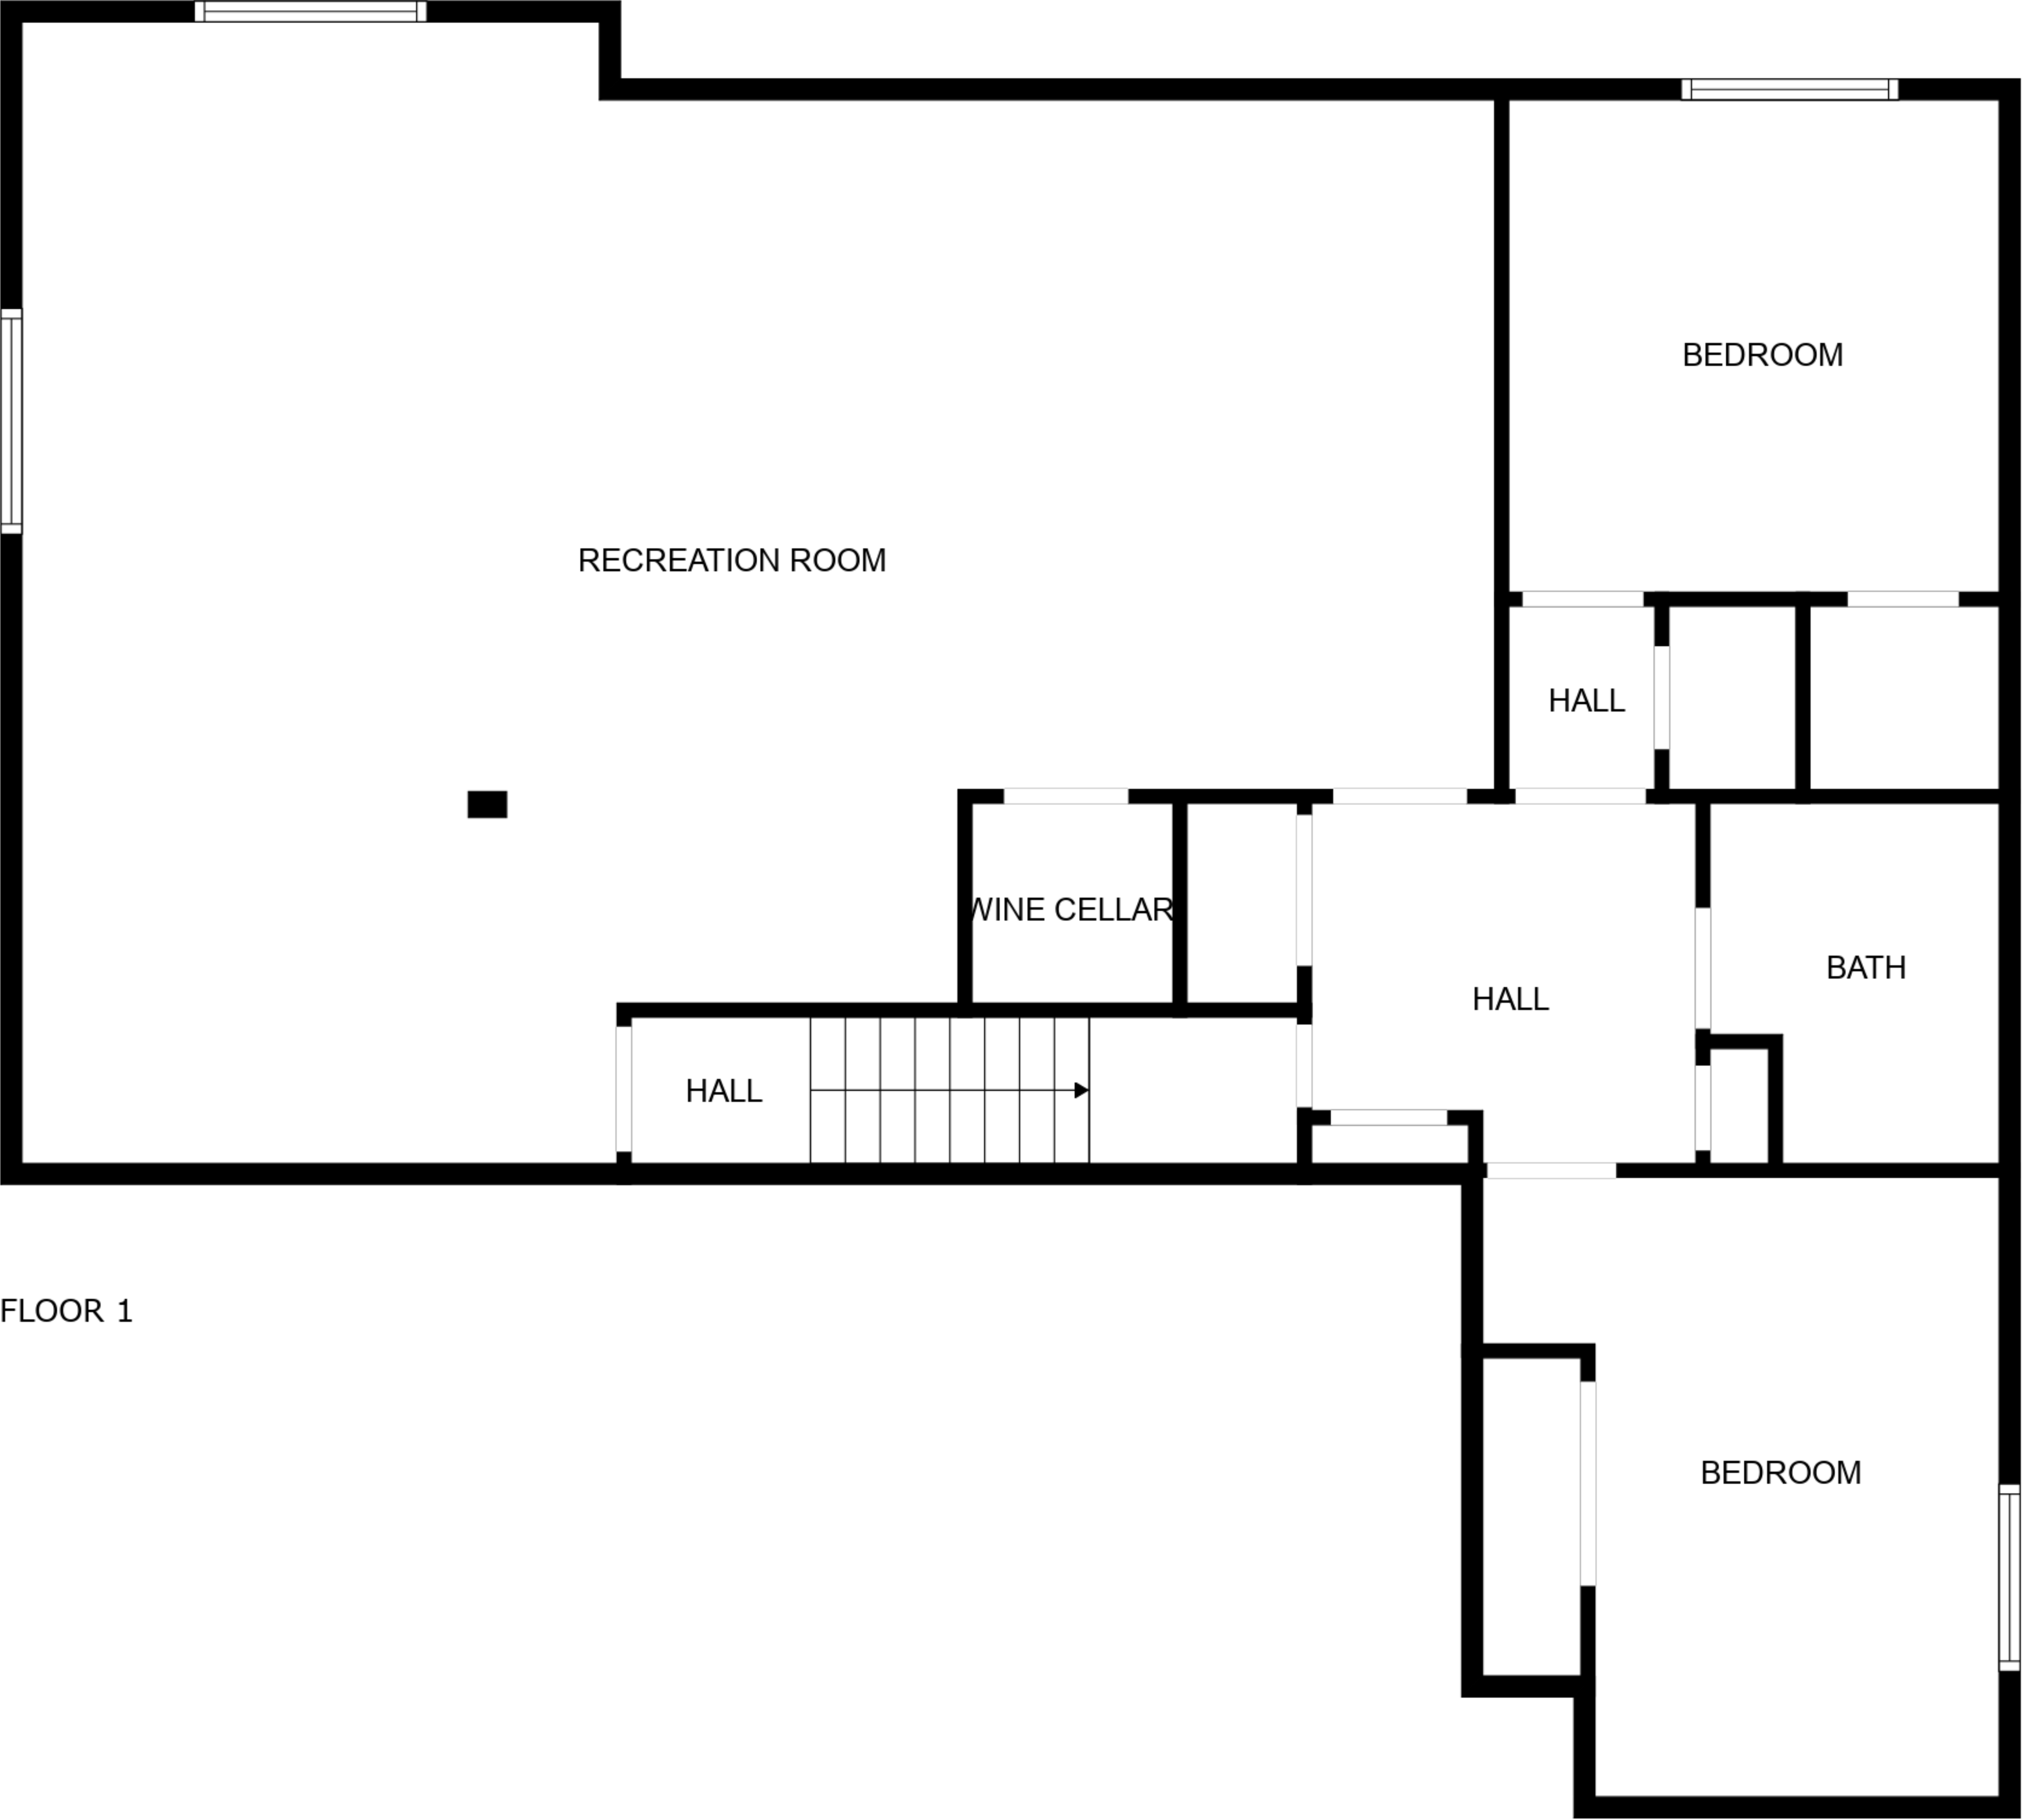 BEDROOM
RECREATION ROOM
HALL
WINE CELLAR
BATH
HALL
HALL
FLOOR 1
BEDROOM